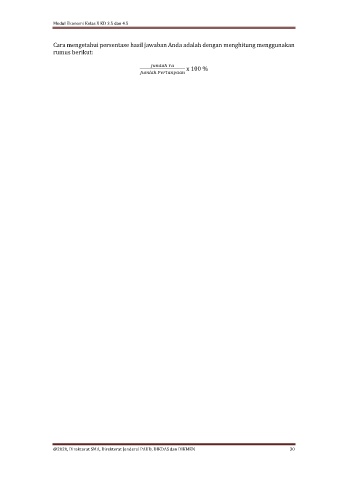 Modul Ekonomi Kelas X KD 3.5 dan 4.5
Cara mengetahui persentase hasil jawaban Anda adalah dengan menghitung menggunakan
rumus berikut:
Jumlah Ya
Jumlah Pertanyaan x 100 %
@2020, Direktorat SMA, Direktorat Jenderal PAUD, DIKDAS dan DIKMEN 30